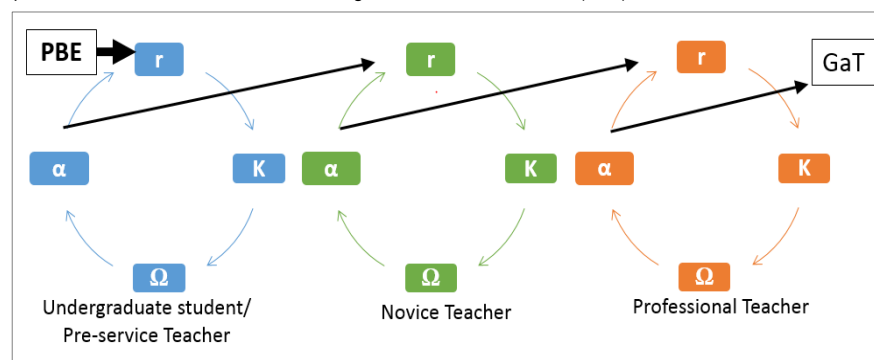 PBE
r
r
r
GaT
α
K
α
K
α
K
Ω
Ω
Ω
Undergraduate student/
Pre-service Teacher
Novice Teacher
Professional Teacher